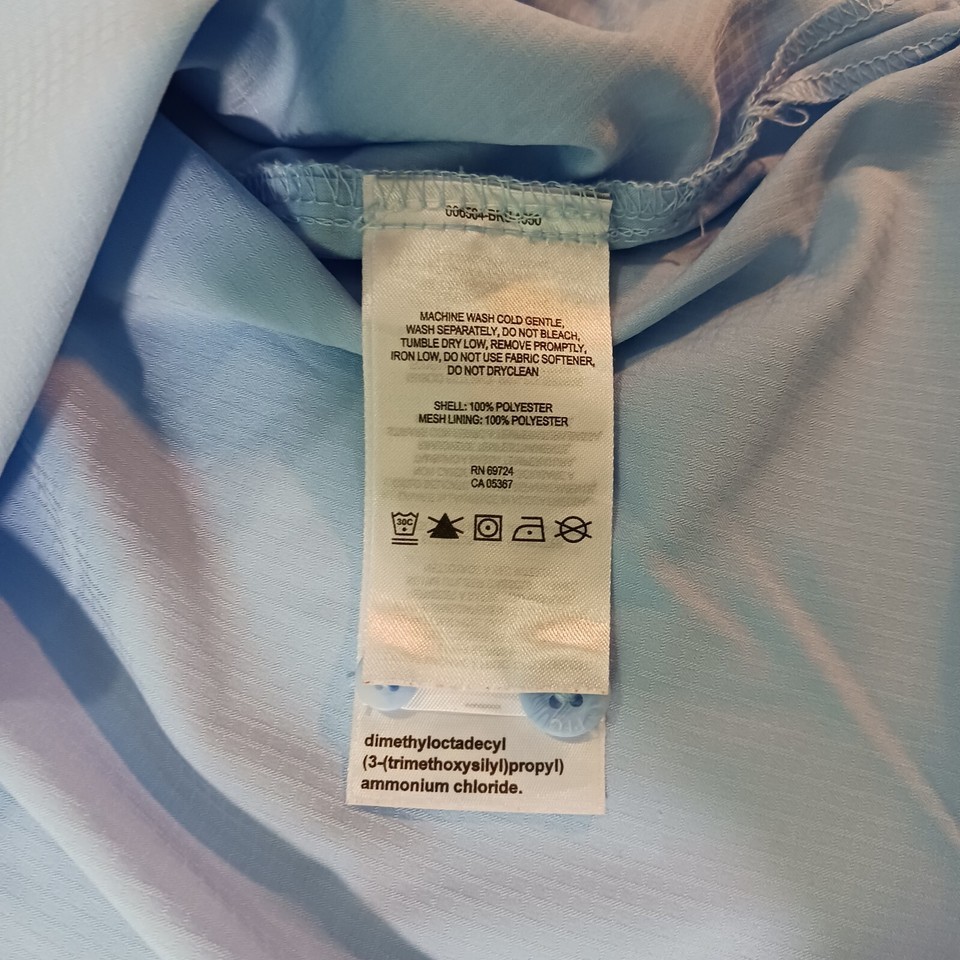 MACHINE WASH COLD GENTLE,
WASH SEPARATELY, DO NOT BLEACH,
TUMBLE DRY LOW, REMOVE PROMPTLY,
IRON LOW, DO NOT USE FABRIC SOFTENER,
DO NOT DRYCLEAN
SHELL: 100% POLYESTER
MESH LINING: 100% POLYESTER
RN 69724
CA 05367
30C
dimethyloctadecyl
(3-(trimethoxysilyl)propyl)
ammonium chloride.